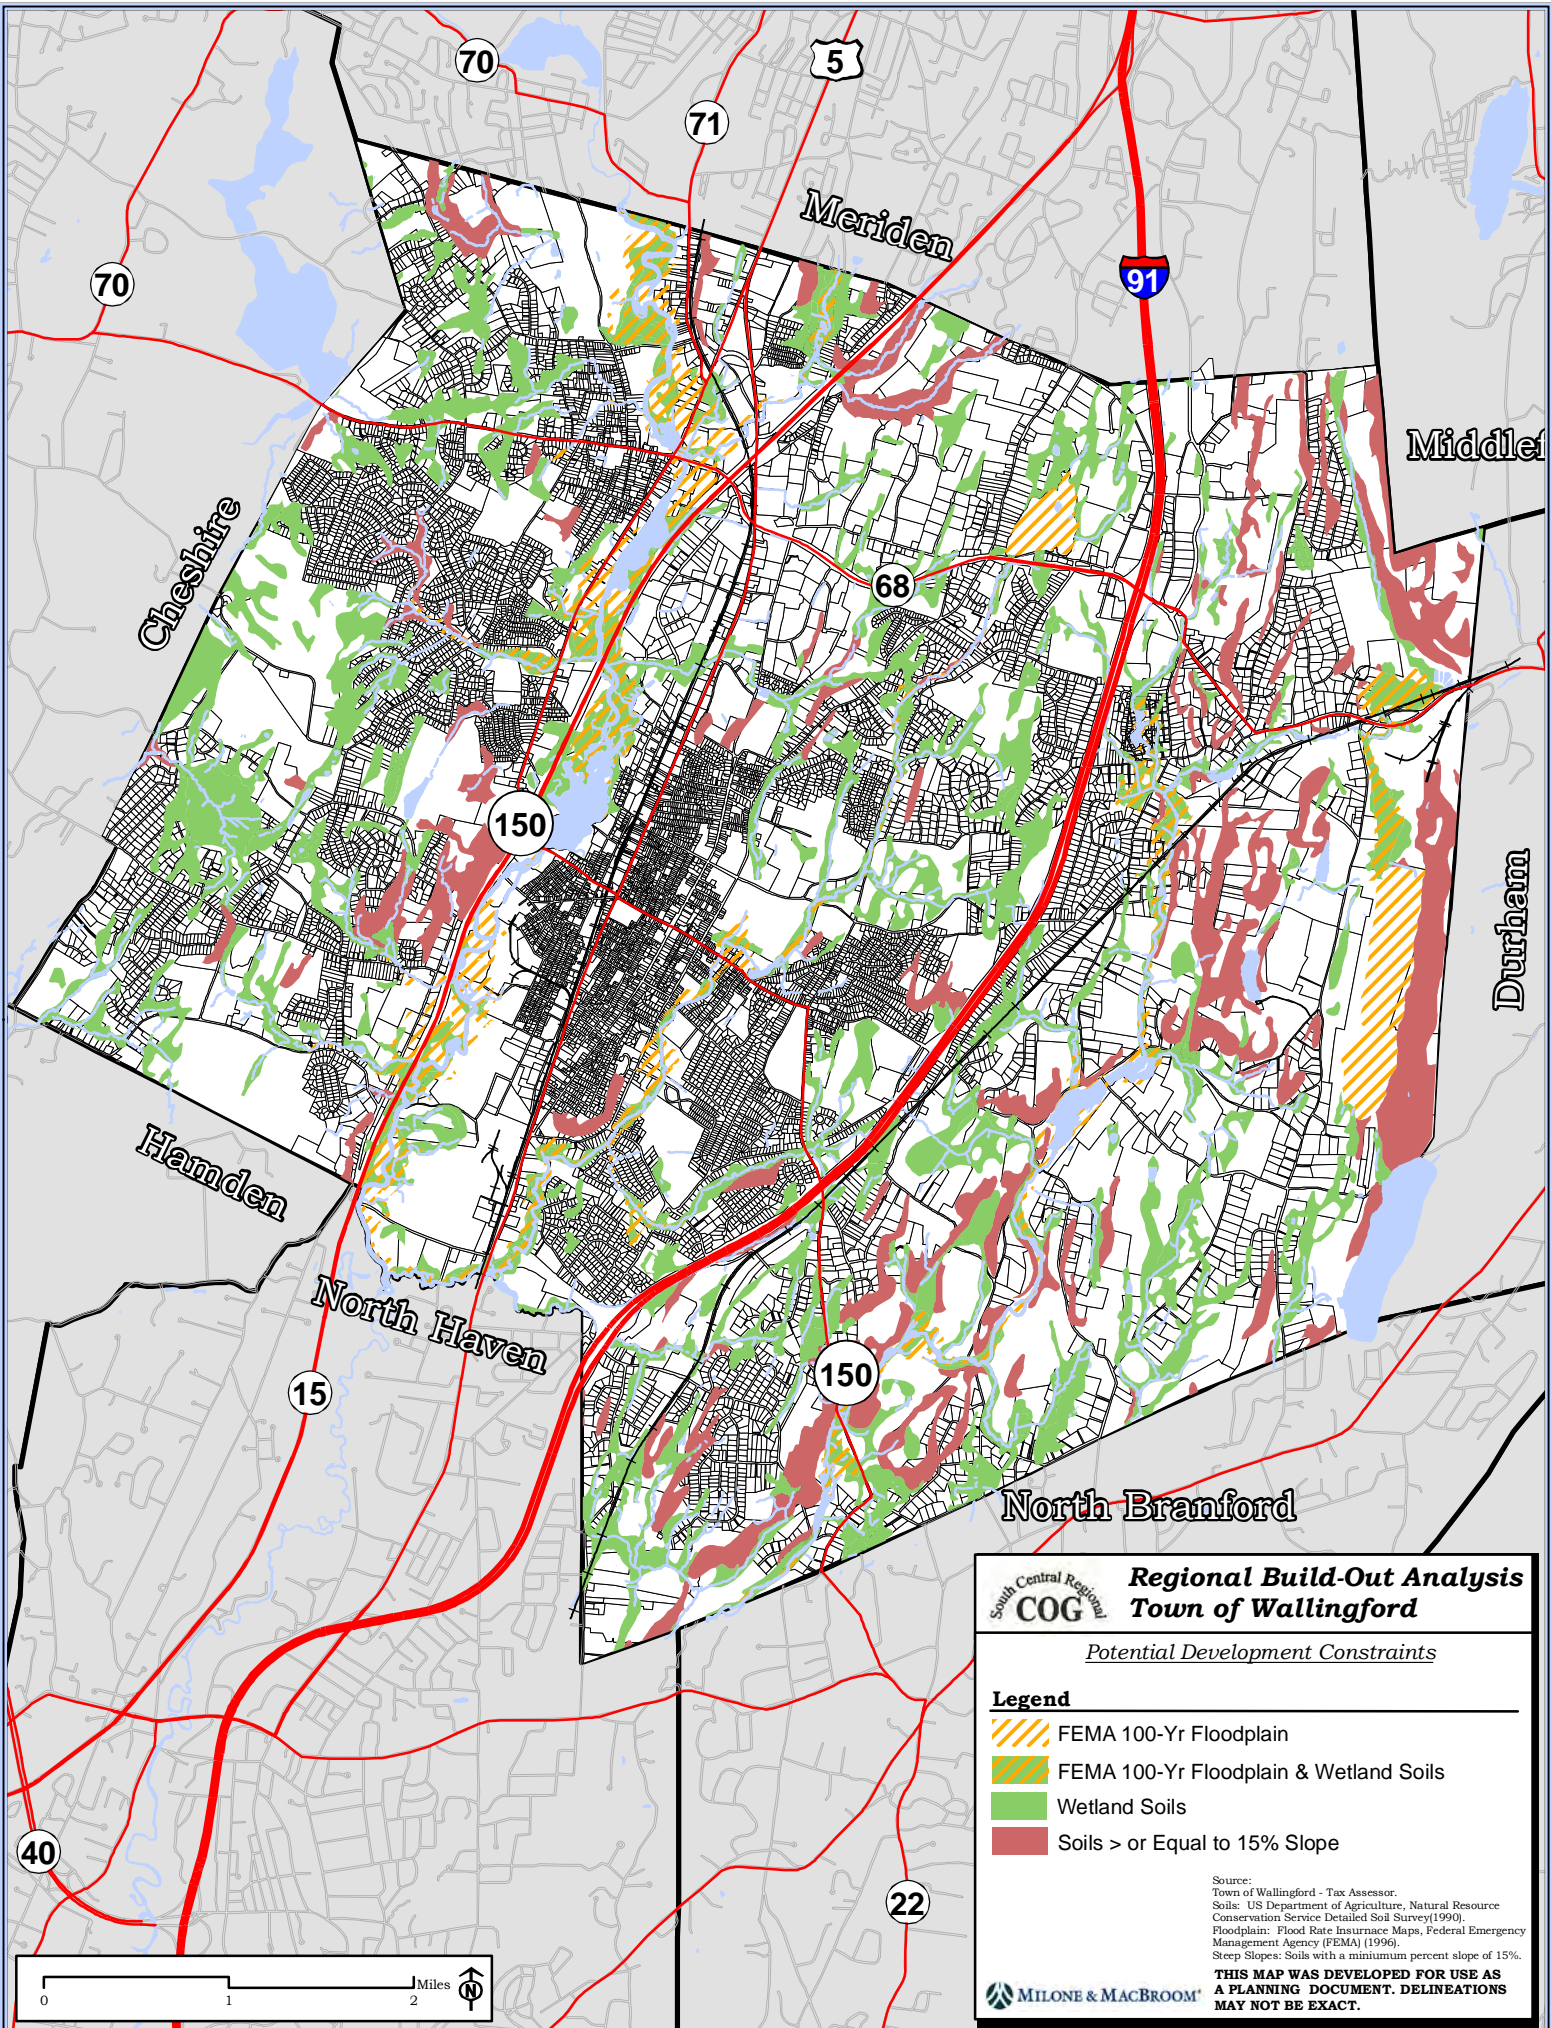 70
5
71
Meriden
70
91
Middlef
Cheshire
68
150
Durham
Hamden
North Haven
15
150
North Branford
40
22
South Central Regional
COG
Regional Build-Out Analysis
Town of Wallingford
Potential Development Constraints
Legend
FEMA 100-Yr Floodplain
FEMA 100-Yr Floodplain & Wetland Soils
Wetland Soils
Soils > or Equal to 15% Slope
Source:
Town of Wallingford - Tax Assessor.
Soils: US Department of Agriculture, Natural Resource
Conservation Service Detailed Soil Survey(1990).
Floodplain: Flood Rate Insurnace Maps, Federal Emergency
Management Agency (FEMA) (1996).
Steep Slopes: Soils with a miniumum percent slope of 15%.
THIS MAP WAS DEVELOPED FOR USE AS
A PLANNING DOCUMENT. DELINEATIONS
MAY NOT BE EXACT.
MILONE & MACBROOM
Miles
0 1 2
N